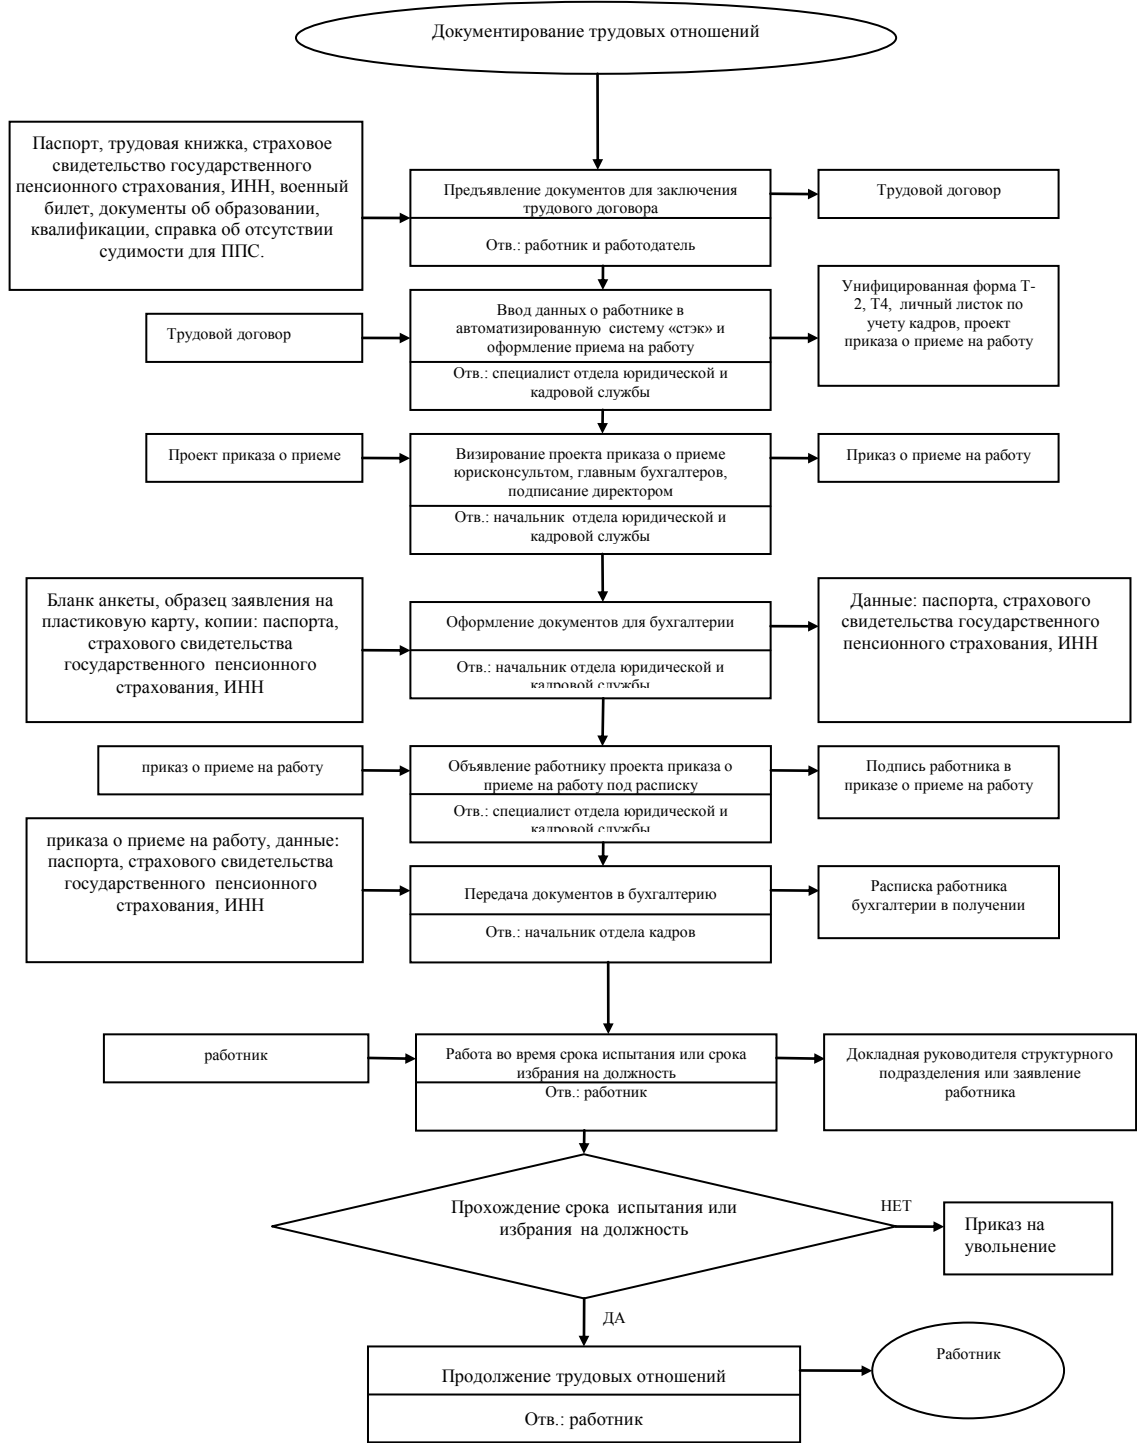 Документирование трудовых отношений
Паспорт, трудовая книжка, страховое
свидетельство государственного
пенсионного страхования, ИНН, военный
билет, документы об образовании,
квалификации, справка об отсутствии
судимости для ППС.
Предъявление документов для заключения
трудового договора
Отв.: работник и работодатель
Трудовой договор
Трудовой договор
Ввод данных о работнике в
автоматизированную систему «стэк» и
оформление приема на работу
Отв.: специалист отдела юридической и
кадровой службы
Унифицированная форма Т-
2, Т4, личный листок по
учету кадров, проект
приказа о приеме на работу
Проект приказа о приеме
Визирование проекта приказа о приеме
юрисконсультом, главным бухгалтеров,
подписание директором
Отв.: начальник отдела юридической и
кадровой службы
Приказ о приеме на работу
Бланк анкеты, образец заявления на
пластиковую карту, копии: паспорта,
страхового свидетельства
государственного пенсионного
страхования, ИНН
Оформление документов для бухгалтерии
Отв.: начальник отдела юридической и
кадровой службы
Данные: паспорта, страхового
свидетельства государственного
пенсионного страхования, ИНН
приказ о приеме на работу
Объявление работнику проекта приказа о
приеме на работу под расписку
Отв.: специалист отдела юридической и
кадровой службы
Подпись работника в
приказе о приеме на работу
приказа о приеме на работу, данные:
паспорта, страхового свидетельства
государственного пенсионного
страхования, ИНН
Передача документов в бухгалтерию
Отв.: начальник отдела кадров
Расписка работника
бухгалтерии в получении
работник
Работа во время срока испытания или срока
избрания на должность
Отв.: работник
Докладная руководителя структурного
подразделения или заявление
работника
Прохождение срока испытания или
избрания на должность
НЕТ
Приказ на
увольнение
ДА
Продолжение трудовых отношений
Отв.: работник
Работник